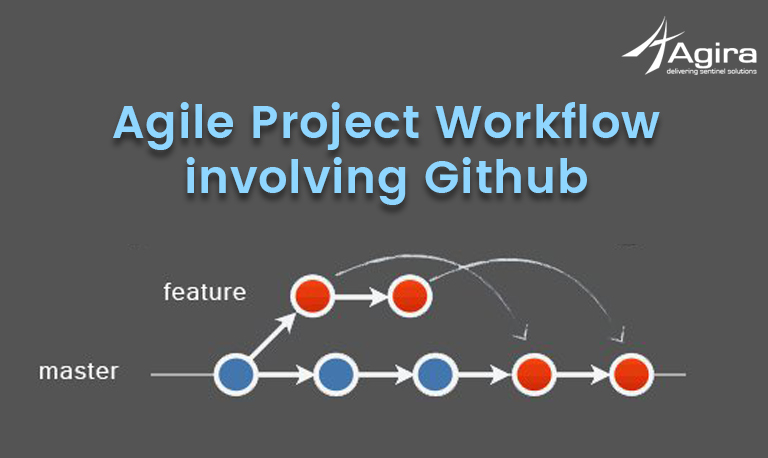 Agira
delivering sentinel solutions
Agile Project Workflow
involving Github
feature
master